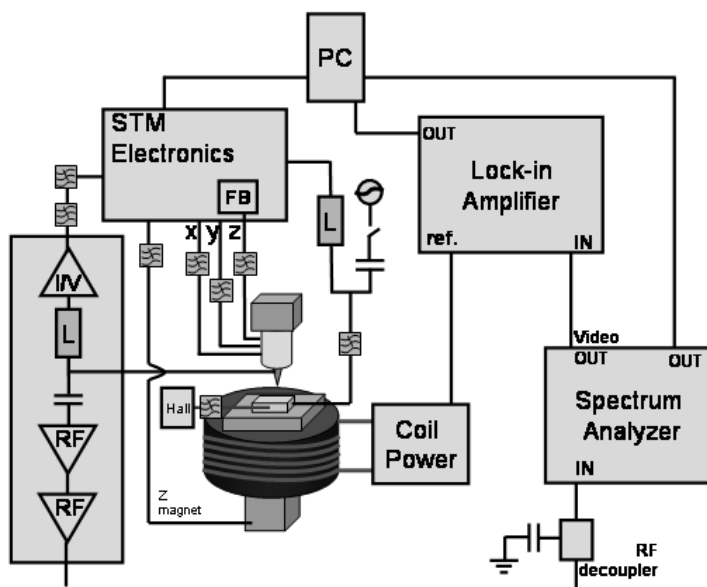 PC
STM
Electronics
FB
x y z
L
OUT
Lock-in
Amplifier
ref.
IN
I/V
L
RF
RF
Hall
Z
magnet
Coil
Power
Video
OUT
OUT
Spectrum
Analyzer
IN
RF
decoupler